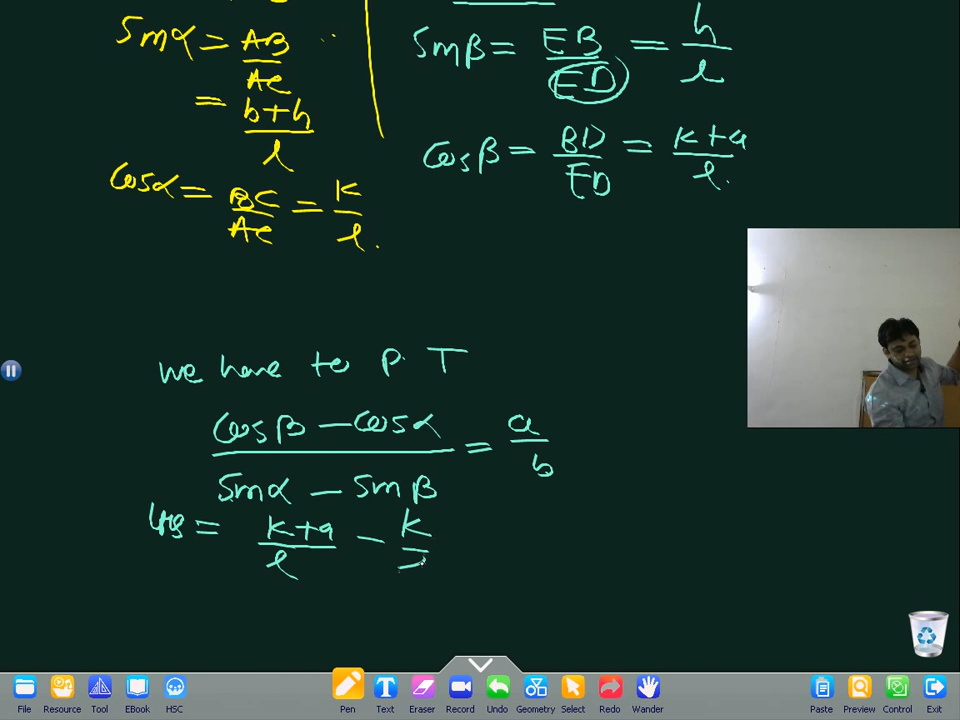 Sinα = AB/AC
= b+h/l
cosα = BC/AC = k/l.
Sinβ = EB/ED = h/l
cosβ = BD/ED = k+a/l.
we have to P.T
cosβ – cosα / Sinα – Sinβ = a/b
LHS = k+a/l – k/
File Resource Tool EBook HSC Pen Text Eraser Record Undo Geometry Select Redo Wander Paste Preview Control Exit